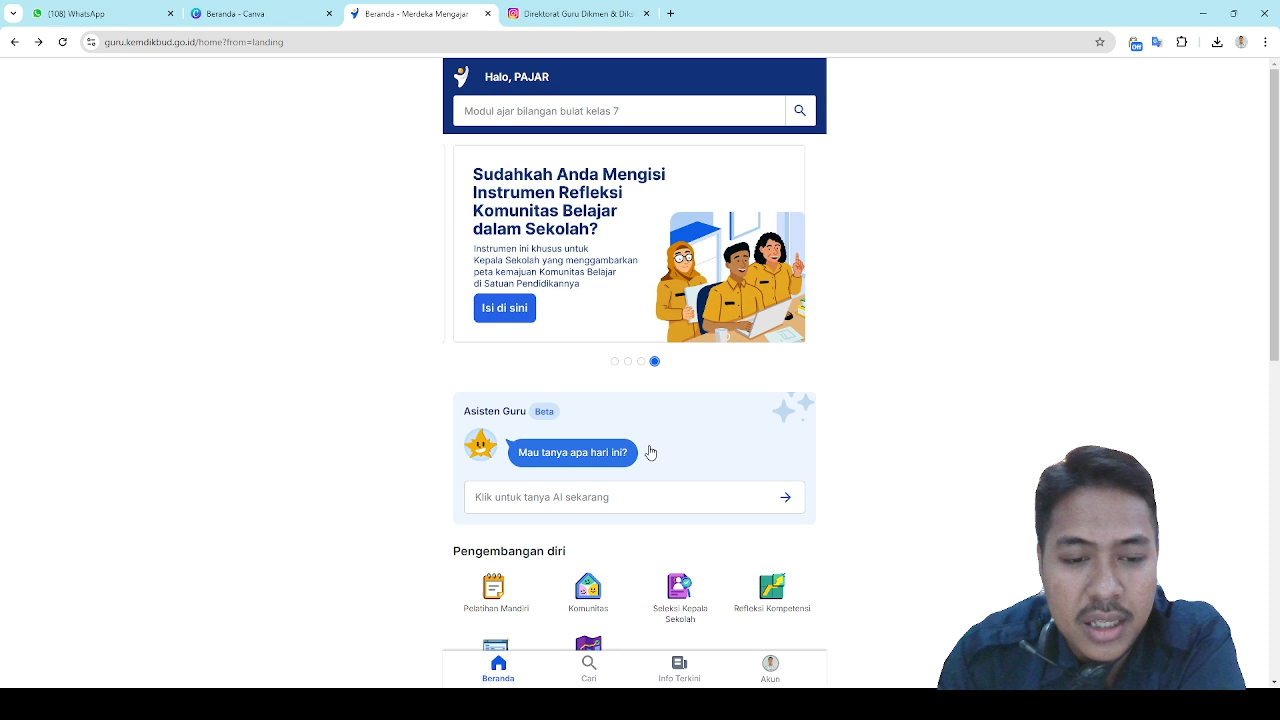 (108) WhatsApp
Beranda - Canva
Beranda - Merdeka Mengajar
Direktorat Guru Dikmen & Diks
guru.kemdikbud.go.id/home?from=landing
Off
Halo, PAJAR
Modul ajar bilangan bulat kelas 7
Sudahkah Anda Mengisi
Instrumen Refleksi
Komunitas Belajar
dalam Sekolah?
Instrumen ini khusus untuk
Kepala Sekolah yang menggambarkan
peta kemajuan Komunitas Belajar
di Satuan Pendidikannya
Isi di sini
Asisten Guru Beta
Mau tanya apa hari ini?
Klik untuk tanya AI sekarang
Pengembangan diri
Pelatihan Mandiri
Komunitas
Seleksi Kepala
Sekolah
Refleksi Kompetensi
Beranda
Cari
Info Terkini
Akun